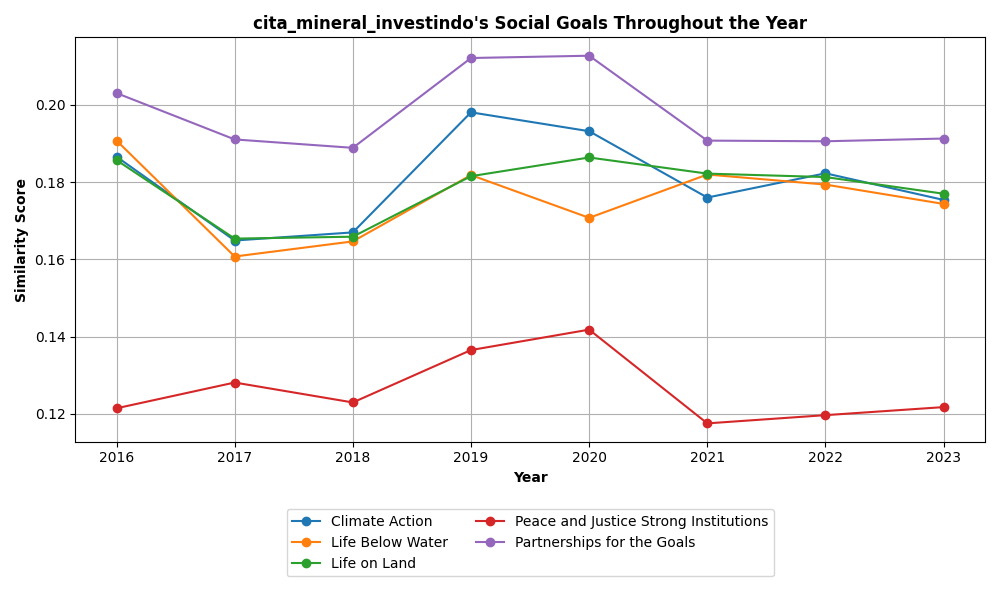 cita_mineral_investindo's Social Goals Throughout the Year
Similarity Score
0.20
0.18
0.16
0.14
0.12
2016 2017 2018 2019 2020 2021 2022 2023
Year
Climate Action
Life Below Water
Life on Land
Peace and Justice Strong Institutions
Partnerships for the Goals